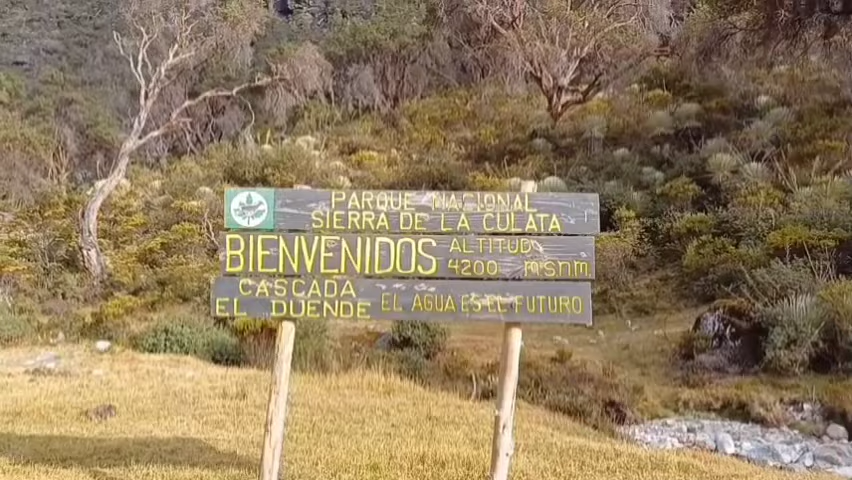 PARQUE NACIONAL
SIERRA DE LA CULATA
BIENVENIDOS
ALTITUD
4200 msnm
CASCADA
EL DUENDE
EL AGUA ES EL FUTURO